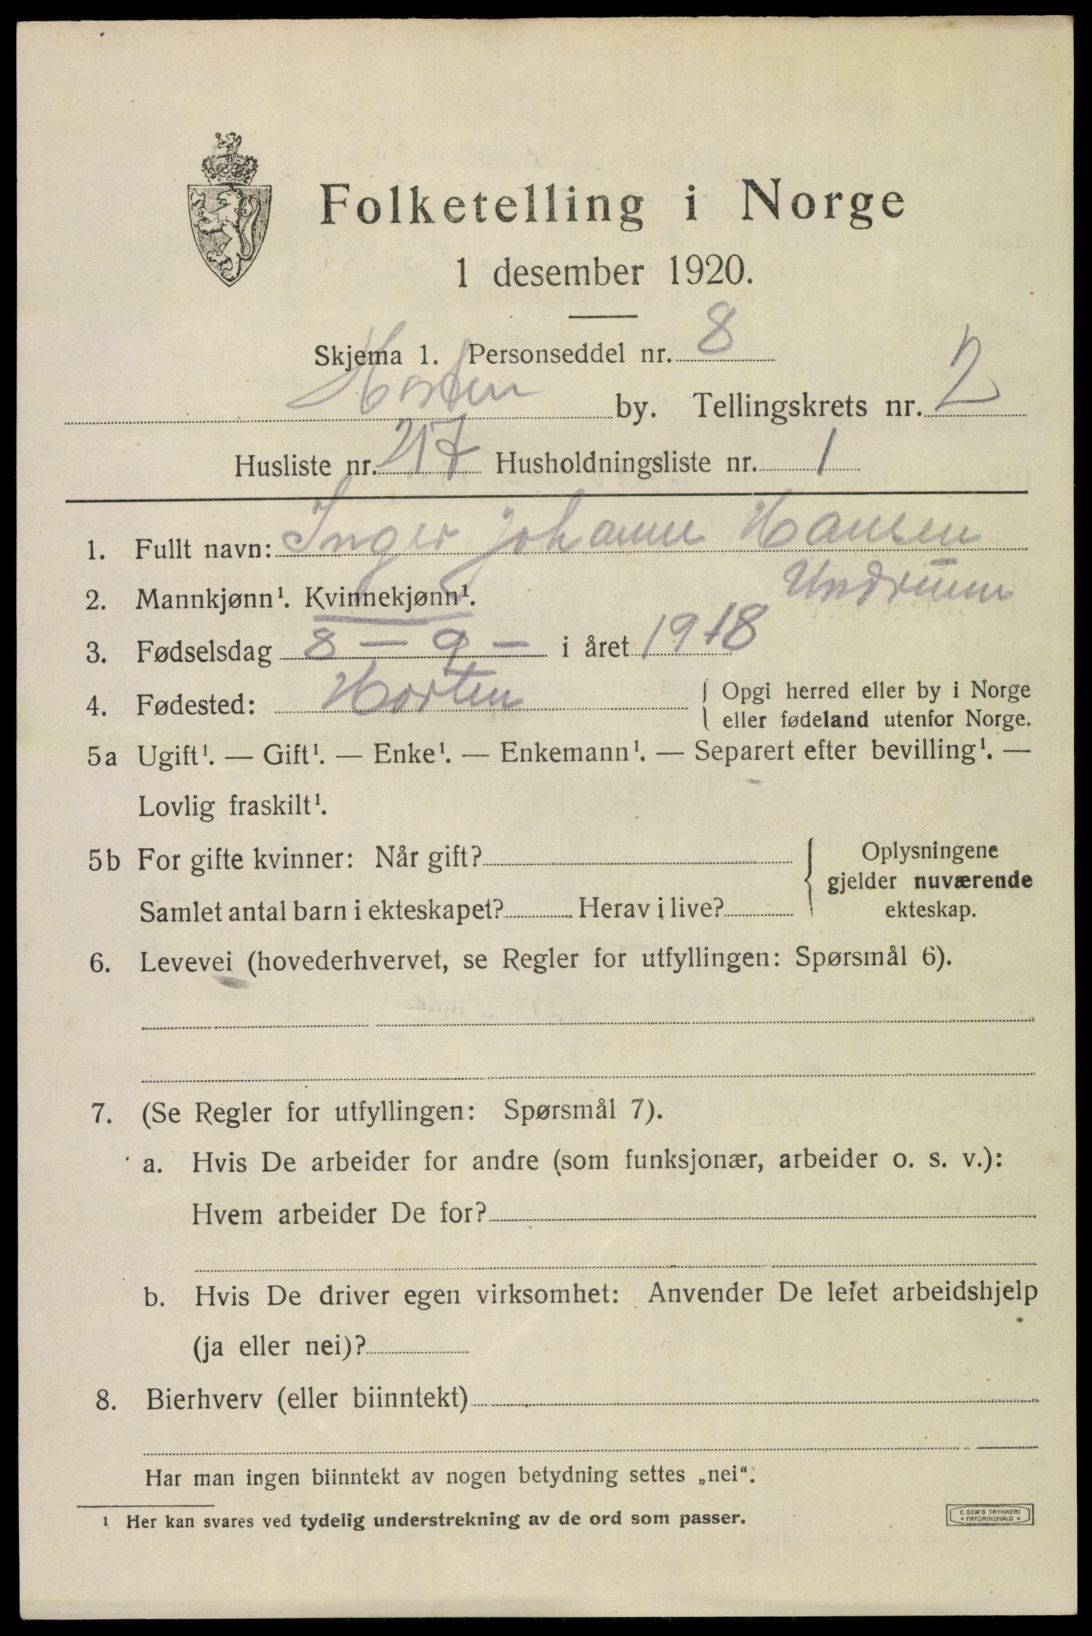 Folketelling i Norge
1 desember 1920.
Skjema 1. Personseddel nr. 8
Horten by. Tellingskrets nr. 2
Husliste nr. 217 Husholdningsliste nr. 1
1. Fullt navn: Inger Johanne Hansen
Undrum
2. Mannkjønn¹. Kvinnekjønn¹.
3. Fødselsdag 8 – 9 – i året 1918
4. Fødested: Horten { Opgi herred eller by i Norge
eller fødeland utenfor Norge.
5a Ugift¹. — Gift¹. — Enke¹. — Enkemann¹. — Separert efter bevilling¹. —
Lovlig fraskilt¹.
5b For gifte kvinner: Når gift?
Samlet antal barn i ekteskapet? Herav i live?
{ Oplysningene
gjelder nuværende
ekteskap.
6. Levevei (hovederhvervet, se Regler for utfyllingen: Spørsmål 6).
7. (Se Regler for utfyllingen: Spørsmål 7).
a. Hvis De arbeider for andre (som funksjonær, arbeider o. s. v.):
Hvem arbeider De for?
b. Hvis De driver egen virksomhet: Anvender De leiet arbeidshjelp
(ja eller nei)?
8. Bierhverv (eller biinntekt)
Har man ingen biinntekt av nogen betydning settes „nei“.
¹ Her kan svares ved tydelig understrekning av de ord som passer.
E. SEM'S TRYKKERI
• FREDRIKSHALD •